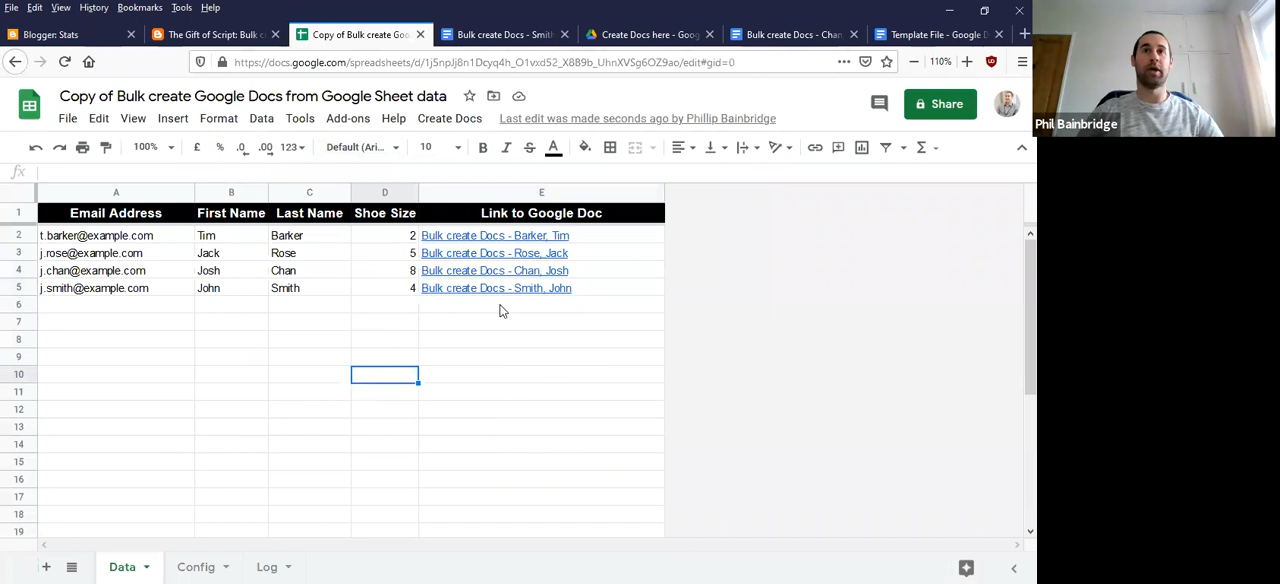 File Edit View History Bookmarks Tools Help
Blogger: Stats
The Gift of Script: Bulk c
Copy of Bulk create Goo
Bulk create Docs - Smith
Create Docs here - Goog
Bulk create Docs - Chan,
Template File - Google D
https://docs.google.com/spreadsheets/d/1j5npJj8n1Dcyq4h_O1vxd52_X8B9b_UhnXVSg6OZ9ao/edit#gid=0
110%
Copy of Bulk create Google Docs from Google Sheet data
Share
Phil Bainbridge
File Edit View Insert Format Data Tools Add-ons Help Create Docs Last edit was made seconds ago by Phillip Bainbridge
100% £ % .0 .00 123 Default (Ari... 10 B I S A
fx
A B C D E
1 Email Address First Name Last Name Shoe Size Link to Google Doc
2 t.barker@example.com Tim Barker 2 Bulk create Docs - Barker, Tim
3 j.rose@example.com Jack Rose 5 Bulk create Docs - Rose, Jack
4 j.chan@example.com Josh Chan 8 Bulk create Docs - Chan, Josh
5 j.smith@example.com John Smith 4 Bulk create Docs - Smith, John
6
7
8
9
10
11
12
13
14
15
16
17
18
19
Data Config Log